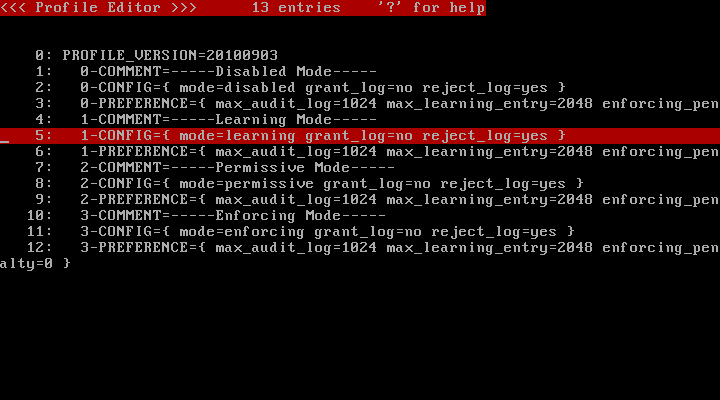 <<< Profile Editor >>>      13 entries    '?' for help
0: PROFILE_VERSION=20100903
1:   0-COMMENT=-----Disabled Mode-----
2:   0-CONFIG={ mode=disabled grant_log=no reject_log=yes }
3:   0-PREFERENCE={ max_audit_log=1024 max_learning_entry=2048 enforcing_pen
4:   1-COMMENT=-----Learning Mode-----
5:   1-CONFIG={ mode=learning grant_log=no reject_log=yes }
6:   1-PREFERENCE={ max_audit_log=1024 max_learning_entry=2048 enforcing_pen
7:   2-COMMENT=-----Permissive Mode-----
8:   2-CONFIG={ mode=permissive grant_log=no reject_log=yes }
9:   2-PREFERENCE={ max_audit_log=1024 max_learning_entry=2048 enforcing_pen
10:   3-COMMENT=-----Enforcing Mode-----
11:   3-CONFIG={ mode=enforcing grant_log=no reject_log=yes }
12:   3-PREFERENCE={ max_audit_log=1024 max_learning_entry=2048 enforcing_pen
alty=0 }